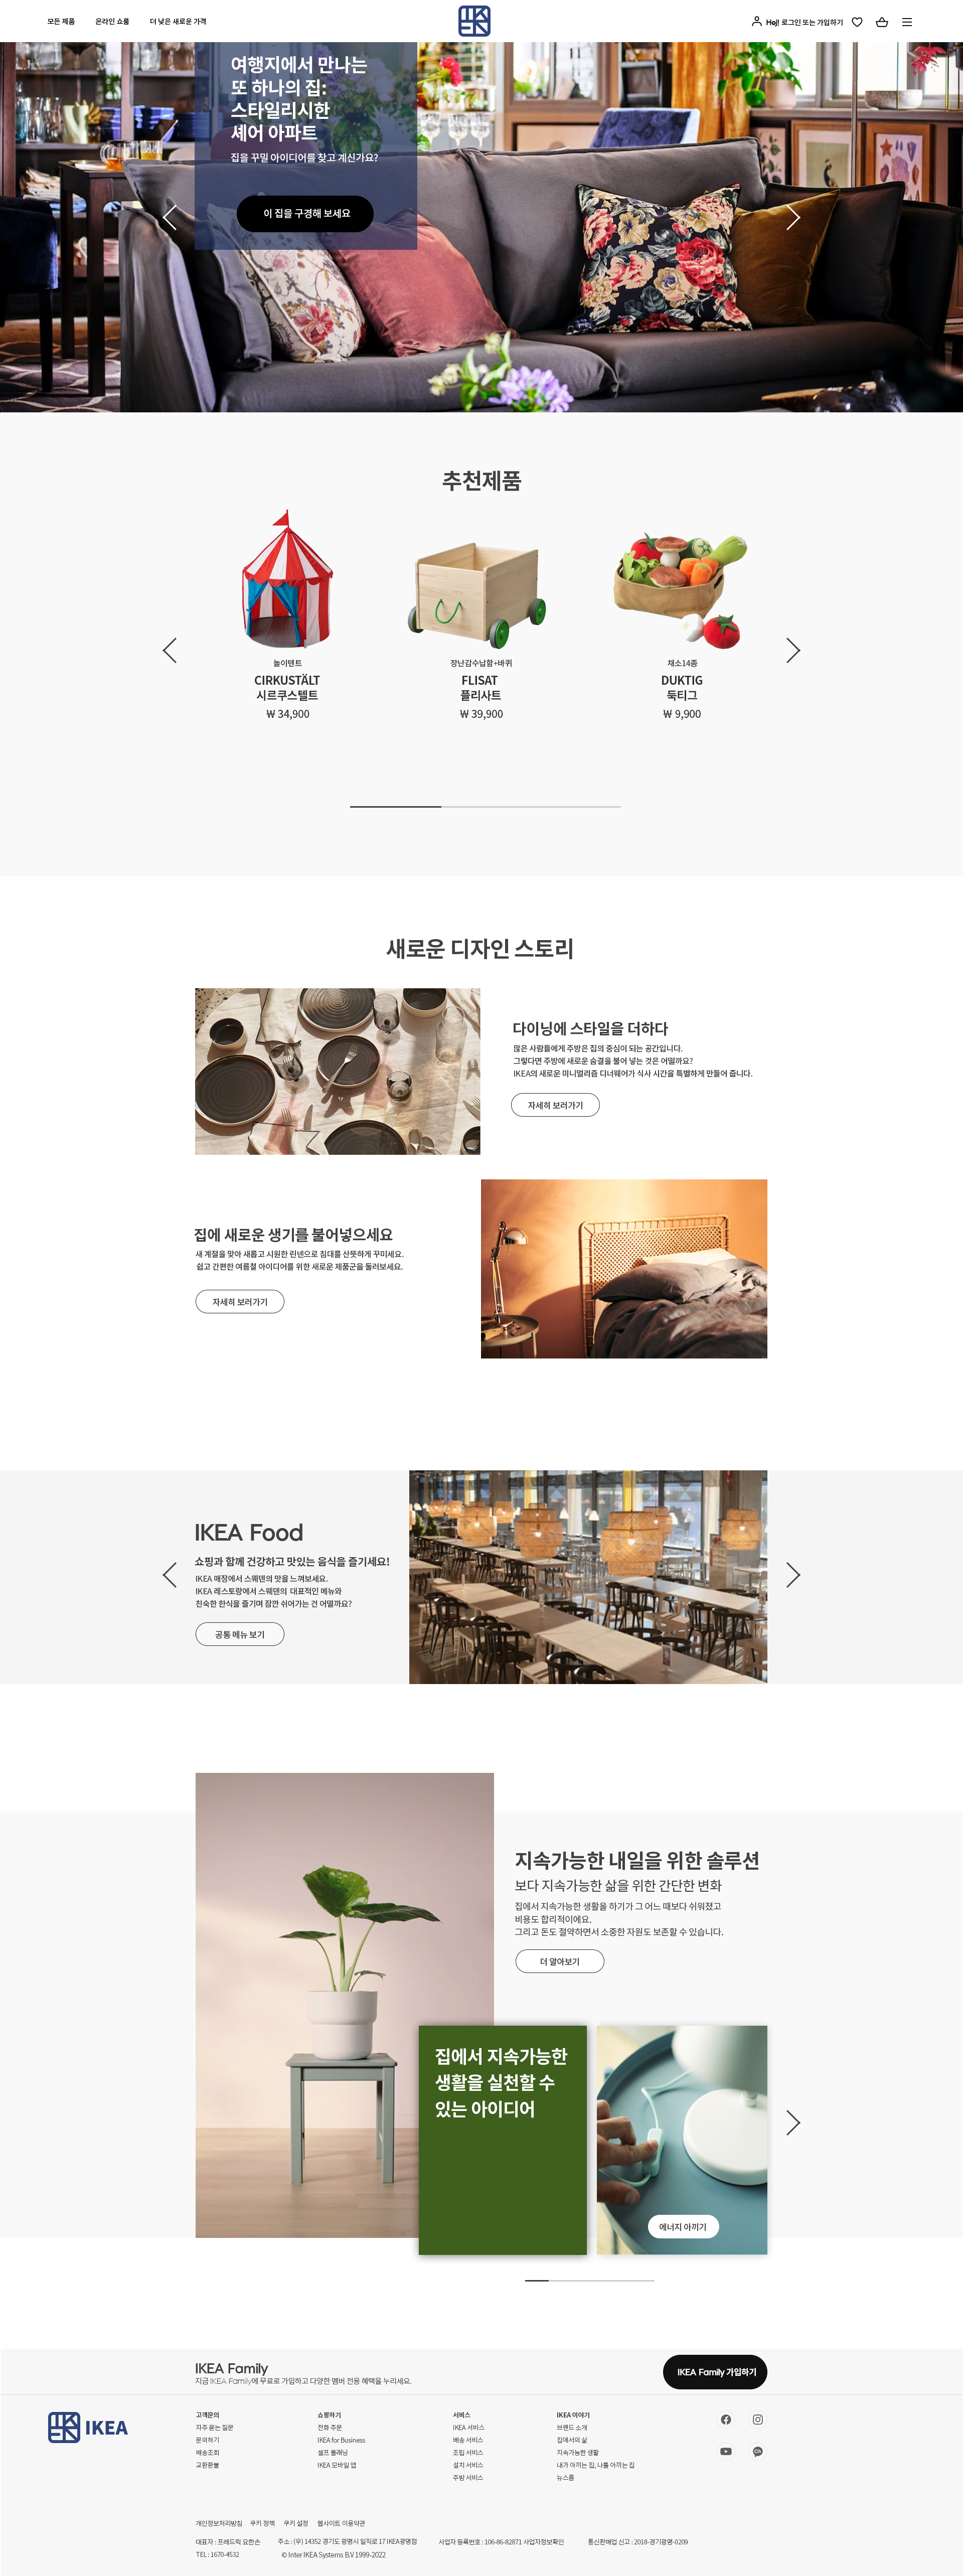 모든 제품
온라인 쇼룸
더 낮은 새로운 가격
Hej! 로그인 또는 가입하기
여행지에서 만나는
또 하나의 집:
스타일리시한
셰어 아파트
집을 꾸밀 아이디어를 찾고 계신가요?
이 집을 구경해 보세요
추천제품
놀이텐트
CIRKUSTÄLT
시르쿠스텔트
₩ 34,900
장난감수납함+바퀴
FLISAT
플리사트
₩ 39,900
채소14종
DUKTIG
둑티그
₩ 9,900
새로운 디자인 스토리
다이닝에 스타일을 더하다
많은 사람들에게 주방은 집의 중심이 되는 공간입니다.
그렇다면 주방에 새로운 숨결을 불어 넣는 것은 어떨까요?
IKEA의 새로운 미니멀리즘 디너웨어가 식사 시간을 특별하게 만들어 줍니다.
자세히 보러가기
집에 새로운 생기를 불어넣으세요
새 계절을 맞아 새롭고 시원한 린넨으로 침대를 산뜻하게 꾸미세요.
쉽고 간편한 여름철 아이디어를 위한 새로운 제품군을 둘러보세요.
자세히 보러가기
IKEA Food
쇼핑과 함께 건강하고 맛있는 음식을 즐기세요!
IKEA 매장에서 스웨덴의 맛을 느껴보세요.
IKEA 레스토랑에서 스웨덴의 대표적인 메뉴와
친숙한 한식을 즐기며 잠깐 쉬어가는 건 어떨까요?
공통 메뉴 보기
지속가능한 내일을 위한 솔루션
보다 지속가능한 삶을 위한 간단한 변화
집에서 지속가능한 생활을 하기가 그 어느 때보다 쉬워졌고
비용도 합리적이에요.
그리고 돈도 절약하면서 소중한 자원도 보존할 수 있습니다.
더 알아보기
집에서 지속가능한
생활을 실천할 수
있는 아이디어
에너지 아끼기
IKEA Family
지금 IKEA Family에 무료로 가입하고 다양한 멤버 전용 혜택을 누리세요.
IKEA Family 가입하기
IKEA
고객문의
자주 묻는 질문
문의하기
배송조회
교환환불
쇼핑하기
전화 주문
IKEA for Business
셀프 플래닝
IKEA 모바일 앱
서비스
IKEA 서비스
배송 서비스
조립 서비스
설치 서비스
주방 서비스
IKEA 이야기
브랜드 소개
집에서의 삶
지속가능한 생활
내가 아끼는 집, 나를 아끼는 집
뉴스룸
개인정보처리방침 쿠키 정책 쿠키 설정 웹사이트 이용약관
대표자 : 프레드릭 요한손 주소 : (우) 14352 경기도 광명시 일직로 17 IKEA광명점 사업자 등록번호 : 106-86-82871 사업자정보확인 통신판매업 신고 : 2018-경기광명-0209
TEL : 1670-4532 © Inter IKEA Systems B.V 1999-2022